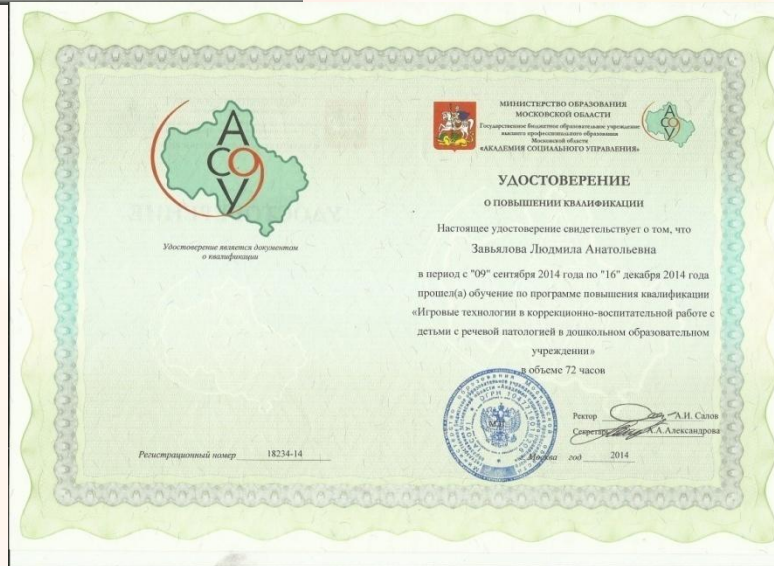 АСОУ
Удостоверение является документом
о квалификации
Регистрационный номер 18234-14
МИНИСТЕРСТВО ОБРАЗОВАНИЯ
МОСКОВСКОЙ ОБЛАСТИ
Государственное бюджетное образовательное учреждение
высшего профессионального образования
Московской области
«АКАДЕМИЯ СОЦИАЛЬНОГО УПРАВЛЕНИЯ»
АСОУ
УДОСТОВЕРЕНИЕ
О ПОВЫШЕНИИ КВАЛИФИКАЦИИ
Настоящее удостоверение свидетельствует о том, что
Завьялова Людмила Анатольевна
в период с "09" сентября 2014 года по "16" декабря 2014 года
прошел(а) обучение по программе повышения квалификации
«Игровые технологии в коррекционно-воспитательной работе с
детьми с речевой патологией в дошкольном образовательном
учреждении»
в объеме 72 часов
М.П.
Ректор А.И. Салов
Секретарь А.А.Александрова
г. Москва год 2014